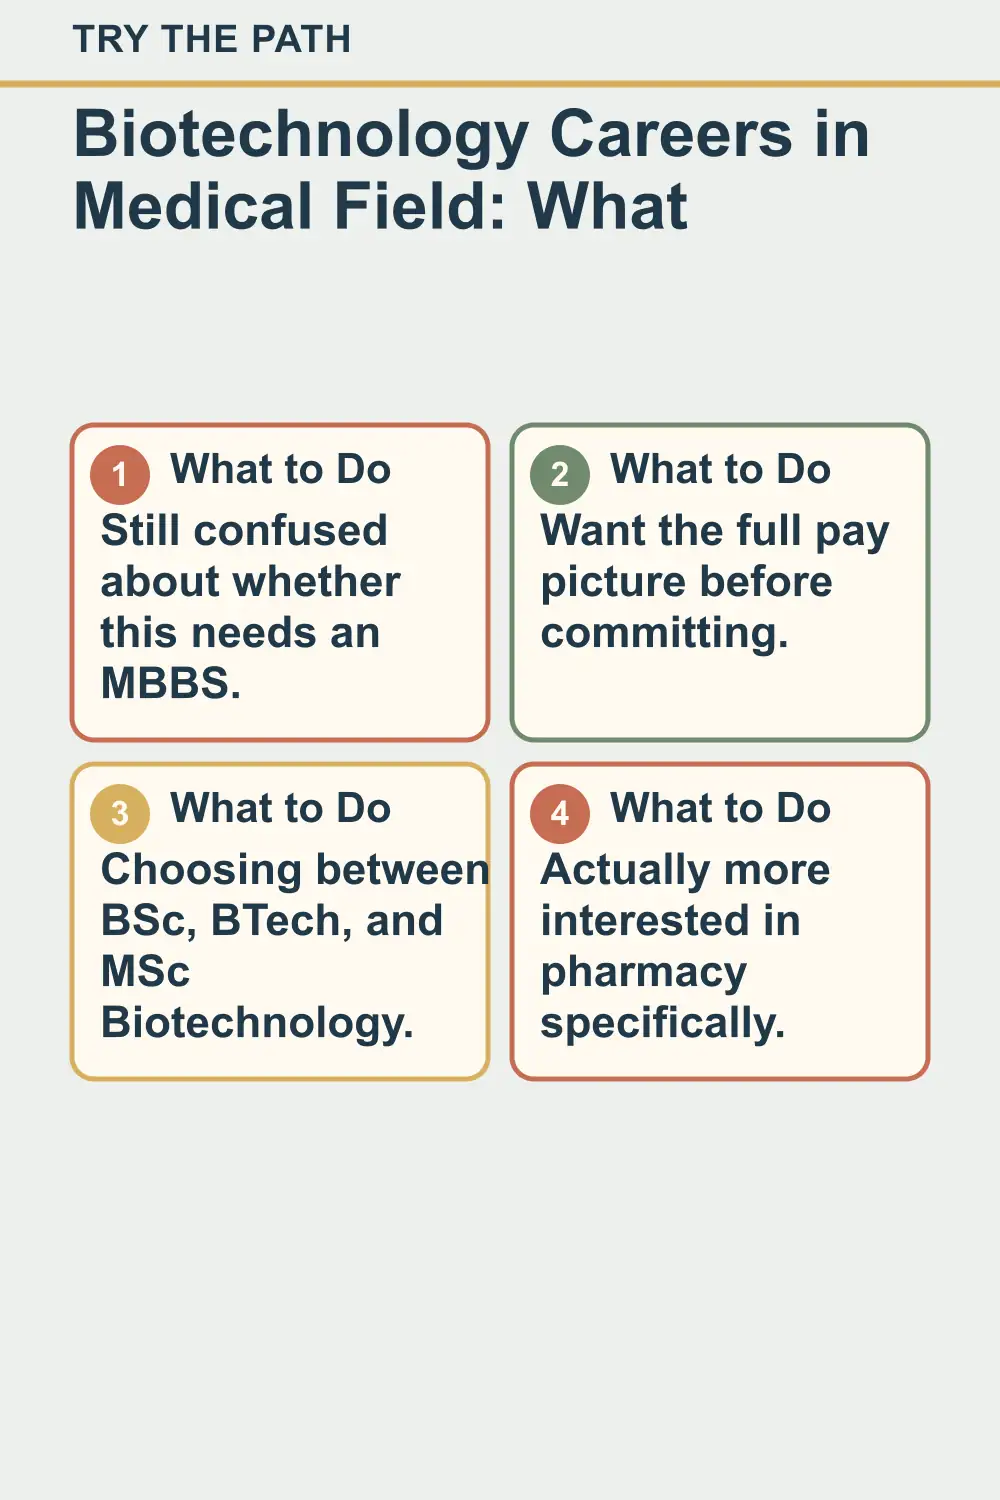 TRY THE PATH
Biotechnology Careers in
Medical Field: What
1 What to Do
Still confused
about whether
this needs an
MBBS.
2 What to Do
Want the full pay
picture before
committing.
3 What to Do
Choosing between
BSc, BTech, and
MSc
Biotechnology.
4 What to Do
Actually more
interested in
pharmacy
specifically.